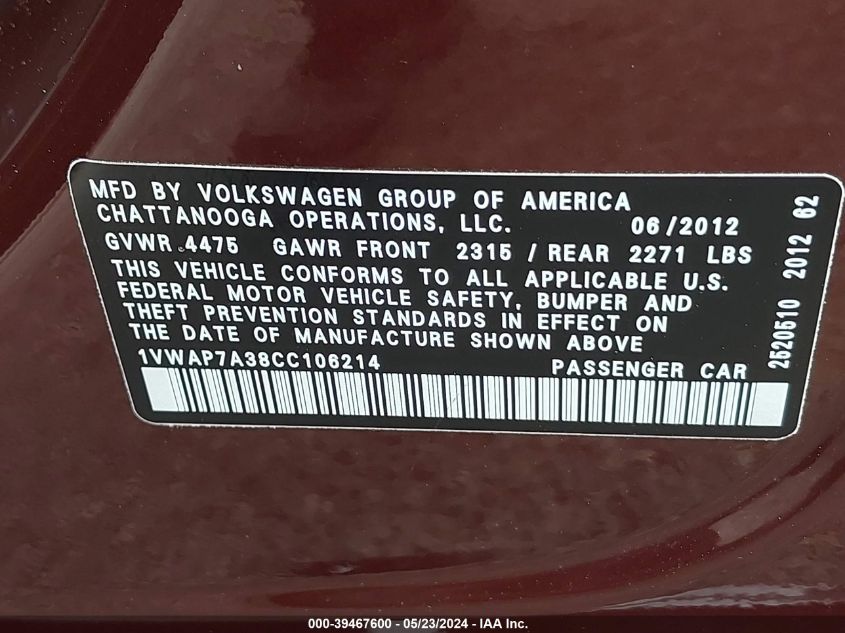 MFD BY VOLKSWAGEN GROUP OF AMERICA
CHATTANOOGA OPERATIONS, LLC. 06/2012
GVWR 4475 GAWR FRONT 2315 / REAR 2271 LBS
THIS VEHICLE CONFORMS TO ALL APPLICABLE U.S.
FEDERAL MOTOR VEHICLE SAFETY, BUMPER AND
THEFT PREVENTION STANDARDS IN EFFECT ON
THE DATE OF MANUFACTURE SHOWN ABOVE
1VWAP7A38CC106214 PASSENGER CAR
2520510 2012 62
000-39467600 - 05/23/2024 - IAA Inc.